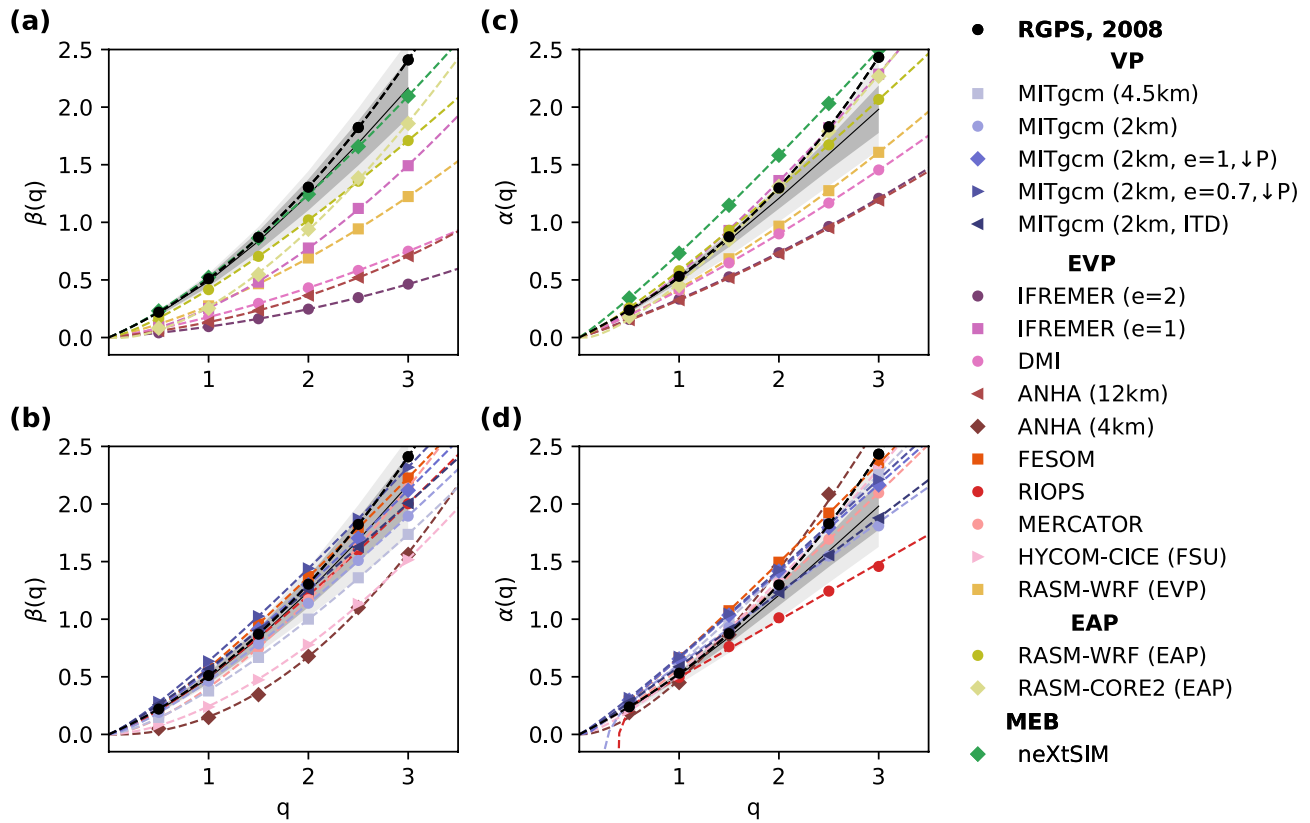 (a)
2.5
2.0
1.5
1.0
0.5
0.0
β(q)
1
2
3
(c)
2.5
2.0
1.5
1.0
0.5
0.0
α(q)
1
2
3
(b)
2.5
2.0
1.5
1.0
0.5
0.0
β(q)
1
2
3
q
(d)
2.5
2.0
1.5
1.0
0.5
0.0
α(q)
1
2
3
q
RGPS, 2008
VP
MITgcm (4.5km)
MITgcm (2km)
MITgcm (2km, e=1,↓P)
MITgcm (2km, e=0.7,↓P)
MITgcm (2km, ITD)
EVP
IFREMER (e=2)
IFREMER (e=1)
DMI
ANHA (12km)
ANHA (4km)
FESOM
RIOPS
MERCATOR
HYCOM-CICE (FSU)
RASM-WRF (EVP)
EAP
RASM-WRF (EAP)
RASM-CORE2 (EAP)
MEB
neXtSIM